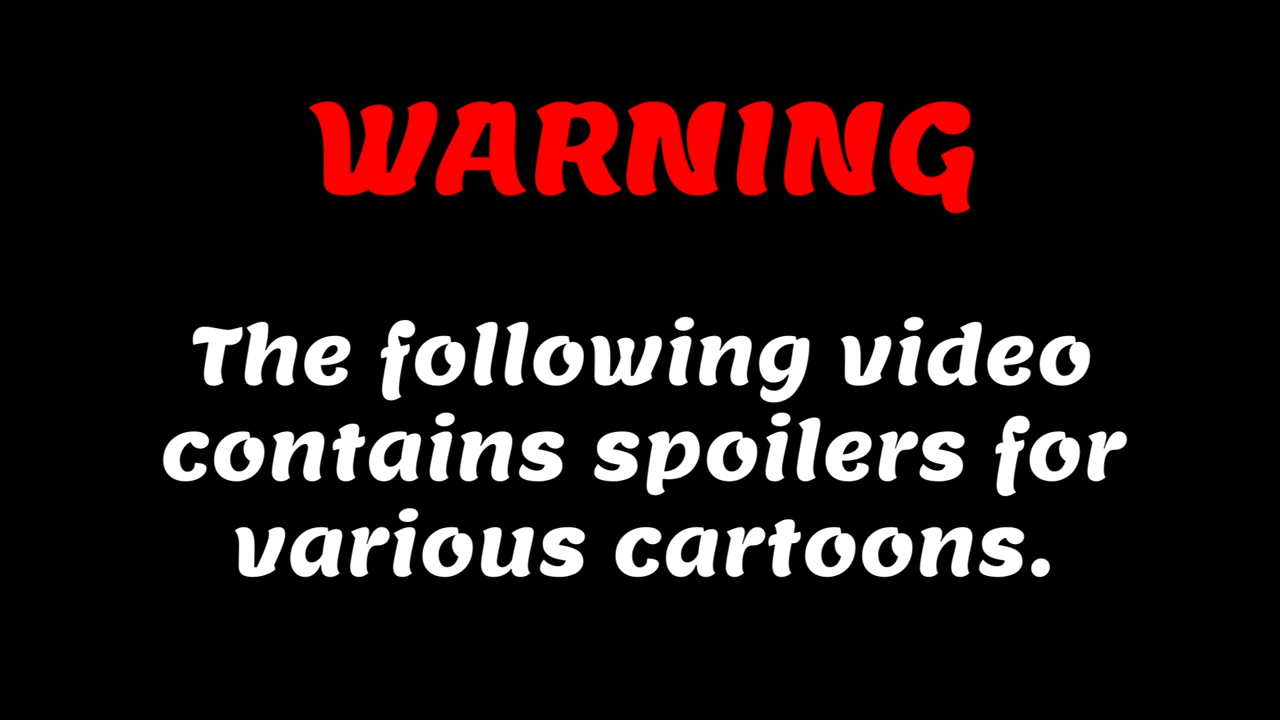 WARNING
The following video
contains spoilers for
various cartoons.